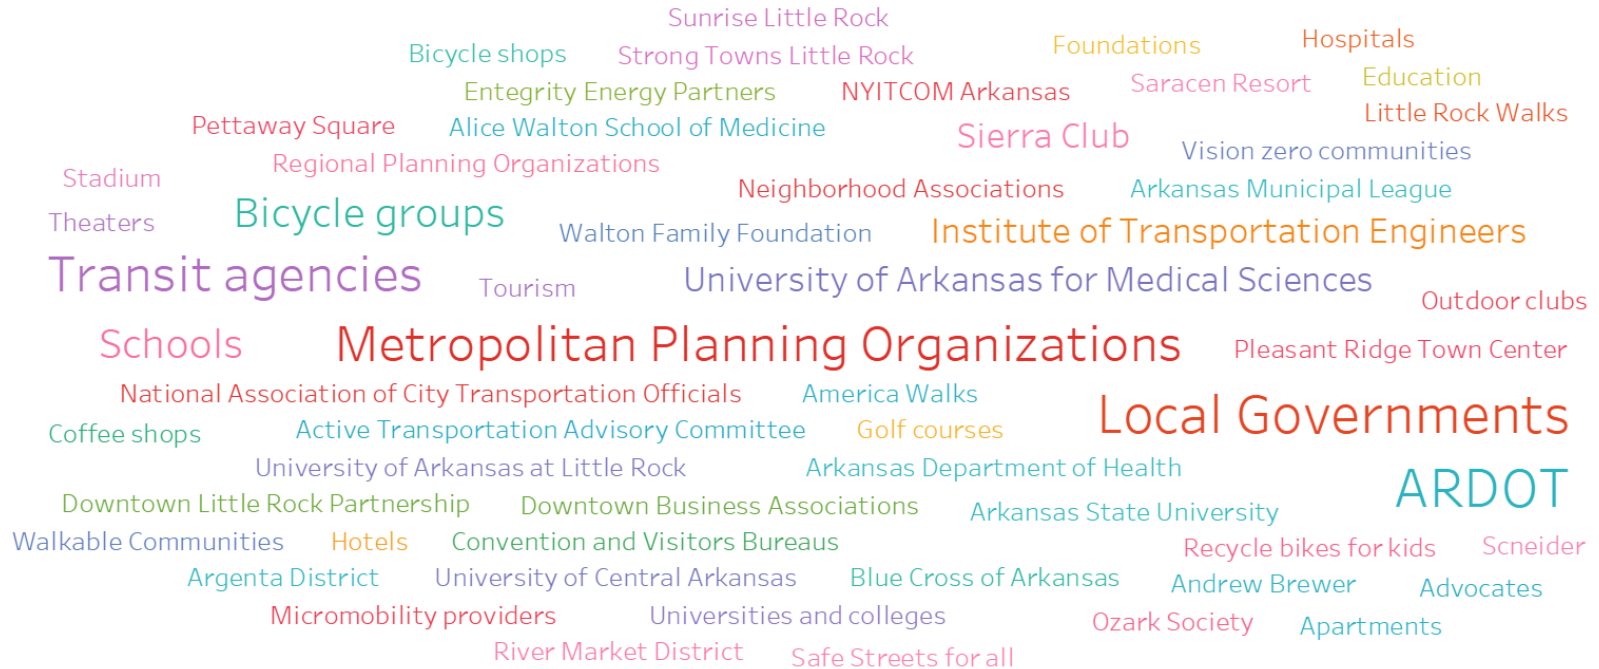 Sunrise Little Rock
Bicycle shops
Strong Towns Little Rock
Foundations
Hospitals
Entegrity Energy Partners
NYITCOM Arkansas
Saracen Resort
Education
Little Rock Walks
Pettaway Square
Alice Walton School of Medicine
Sierra Club
Vision zero communities
Regional Planning Organizations
Stadium
Neighborhood Associations
Arkansas Municipal League
Theaters
Bicycle groups
Walton Family Foundation
Institute of Transportation Engineers
Transit agencies
Tourism
University of Arkansas for Medical Sciences
Outdoor clubs
Schools
Metropolitan Planning Organizations
Pleasant Ridge Town Center
National Association of City Transportation Officials
America Walks
Local Governments
Coffee shops
Active Transportation Advisory Committee
Golf courses
University of Arkansas at Little Rock
Arkansas Department of Health
ARDOT
Downtown Little Rock Partnership
Downtown Business Associations
Arkansas State University
Walkable Communities
Hotels
Convention and Visitors Bureaus
Recycle bikes for kids
Scneider
Argenta District
University of Central Arkansas
Blue Cross of Arkansas
Andrew Brewer
Advocates
Micromobility providers
Universities and colleges
Ozark Society
Apartments
River Market District
Safe Streets for all